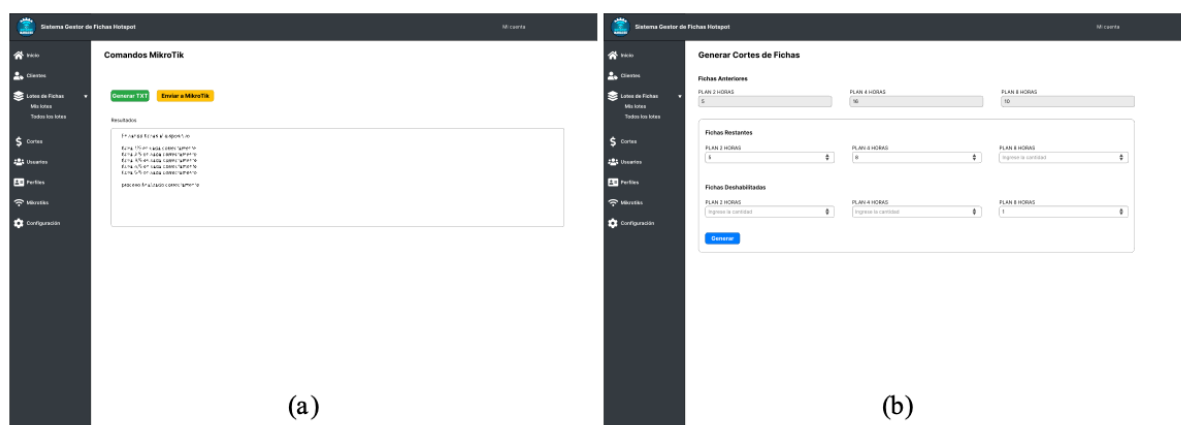 Sistema Gestor de Fichas Hotspot
Mi cuenta
Inicio
Clientes
Lotes de Fichas
Mis lotes
Todos los lotes
Cortes
Usuarios
Perfiles
Mikrotiks
Configuración
Comandos MikroTik
Generar TXT
Enviar a MikroTik
Resultados
(a)
Sistema Gestor de Fichas Hotspot
Mi cuenta
Inicio
Clientes
Lotes de Fichas
Mis lotes
Todos los lotes
Cortes
Usuarios
Perfiles
Mikrotiks
Configuración
Generar Cortes de Fichas
Fichas Anteriores
PLAN 2 HORAS PLAN 4 HORAS PLAN 8 HORAS
5 16 10
Fichas Restantes
PLAN 2 HORAS PLAN 4 HORAS PLAN 8 HORAS
5 6 Ingrese la cantidad
Fichas Deshabilitadas
PLAN 2 HORAS PLAN 4 HORAS PLAN 8 HORAS
Ingrese la cantidad Ingrese la cantidad 1
Generar
(b)